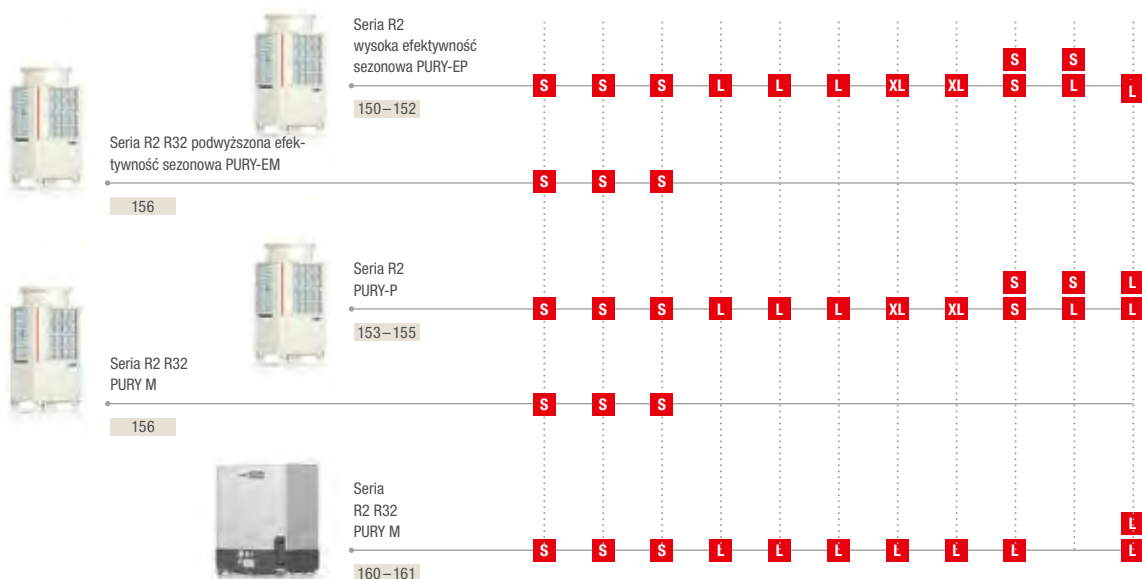 Seria R2
wysoka efektywność
sezonowa PURY-EP
150–152
S S
S S S L L L XL XL S L L
L
Seria R2 R32 podwyższona efek-
tywność sezonowa PURY-EM
156
S S S
Seria R2
PURY-P
153–155
S S L
S S S L L L XL XL S L L
Seria R2 R32
PURY M
156
S S S
Seria
R2 R32
PURY M
160–161
L
S S S L L L L L L L